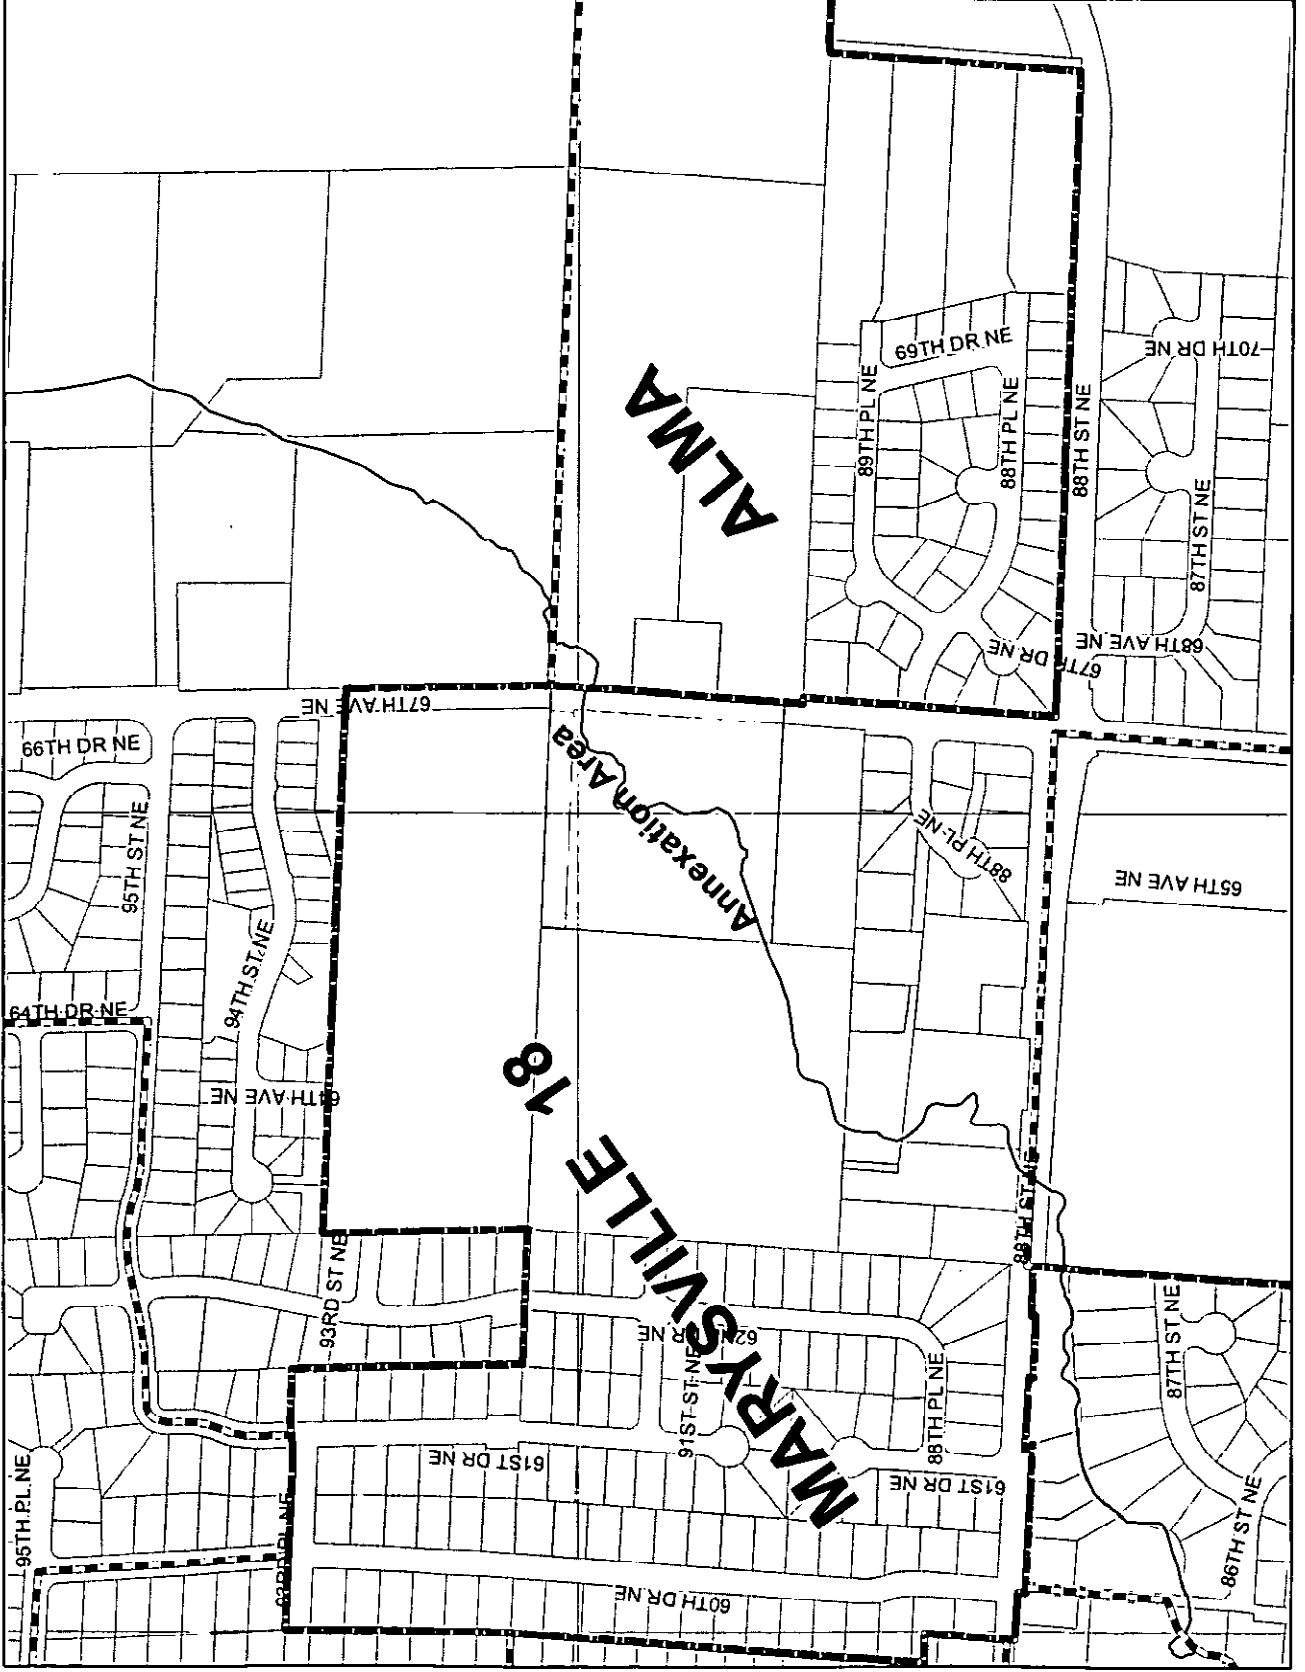 ALMA
69TH DR NE
70TH DR NE
89TH PL NE
88TH PL NE
88TH ST NE
87TH ST NE
68TH AVE NE
67TH DR NE
67TH AVE NE
66TH DR NE
95TH ST NE
Annexation Area
88TH PL NE
65TH AVE NE
94TH ST NE
64TH DR NE
64TH AVE NE
MARYSVILLE 18
88TH ST NE
93RD ST NE
62ND DR NE
91ST ST NE
88TH PL NE
87TH ST NE
61ST DR NE
61ST DR NE
95TH PL NE
93RD PL NE
86TH ST NE
60TH DR NE